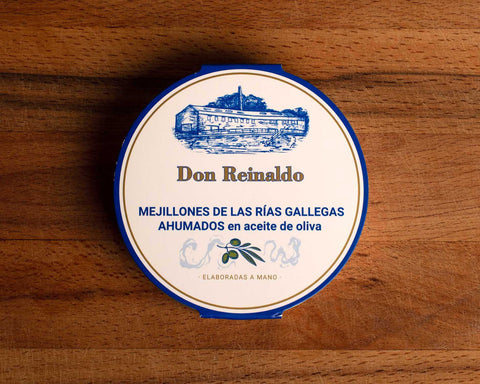 Don Reinaldo
MEJILLONES DE LAS RÍAS GALLEGAS
AHUMADOS en aceite de oliva
· ELABORADAS A MANO ·